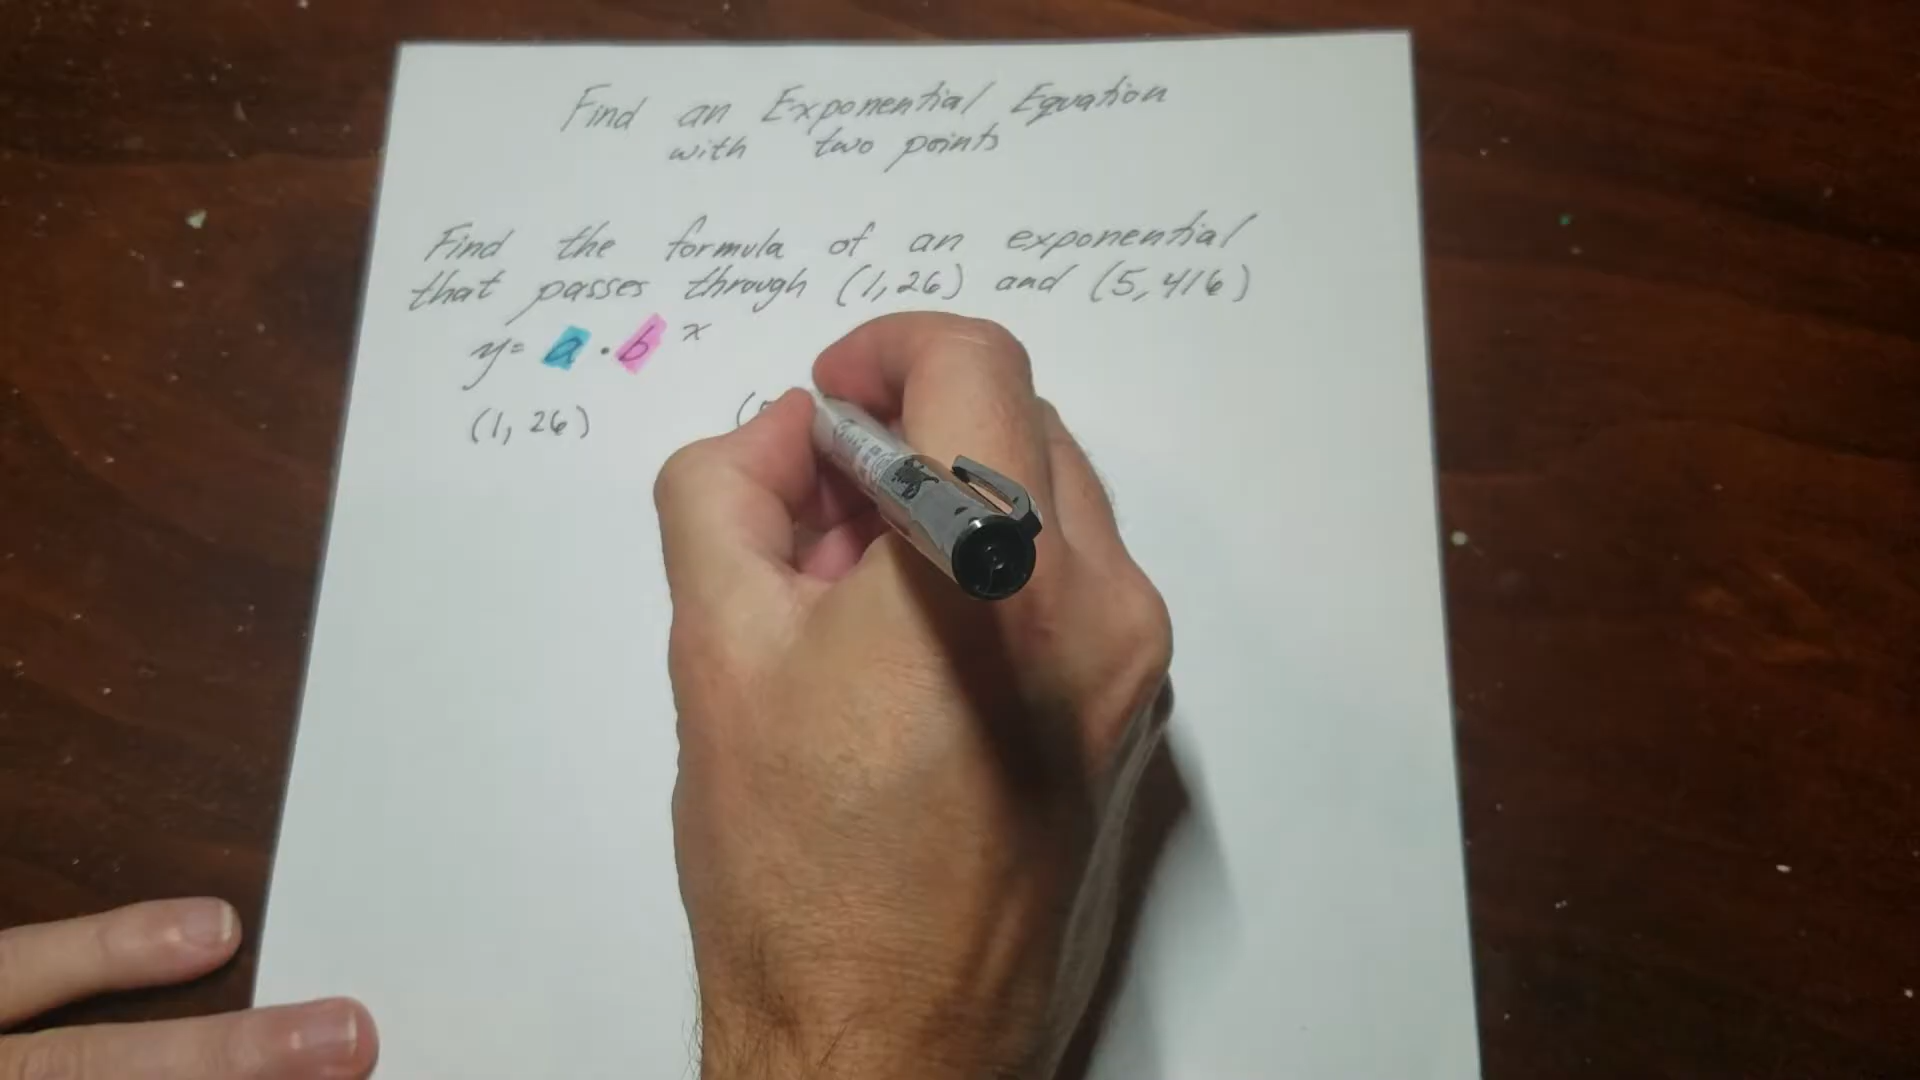 Find an Exponential Equation
with two points
Find the formula of an exponential
that passes through (1,26) and (5,416)
y= a · b x
(1, 26) (5